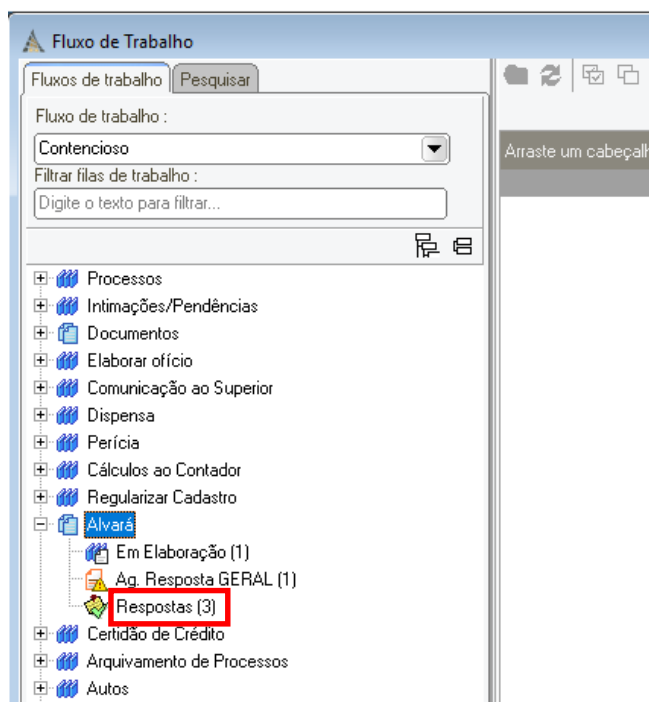 Fluxo de Trabalho
Fluxos de trabalho Pesquisar
Fluxo de trabalho :
Contencioso
Filtrar filas de trabalho :
Digite o texto para filtrar...
Arraste um cabeçalh
Processos
Intimações/Pendências
Documentos
Elaborar ofício
Comunicação ao Superior
Dispensa
Perícia
Cálculos ao Contador
Regularizar Cadastro
Alvará
Em Elaboração (1)
Ag. Resposta GERAL (1)
Respostas (3)
Certidão de Crédito
Arquivamento de Processos
Autos